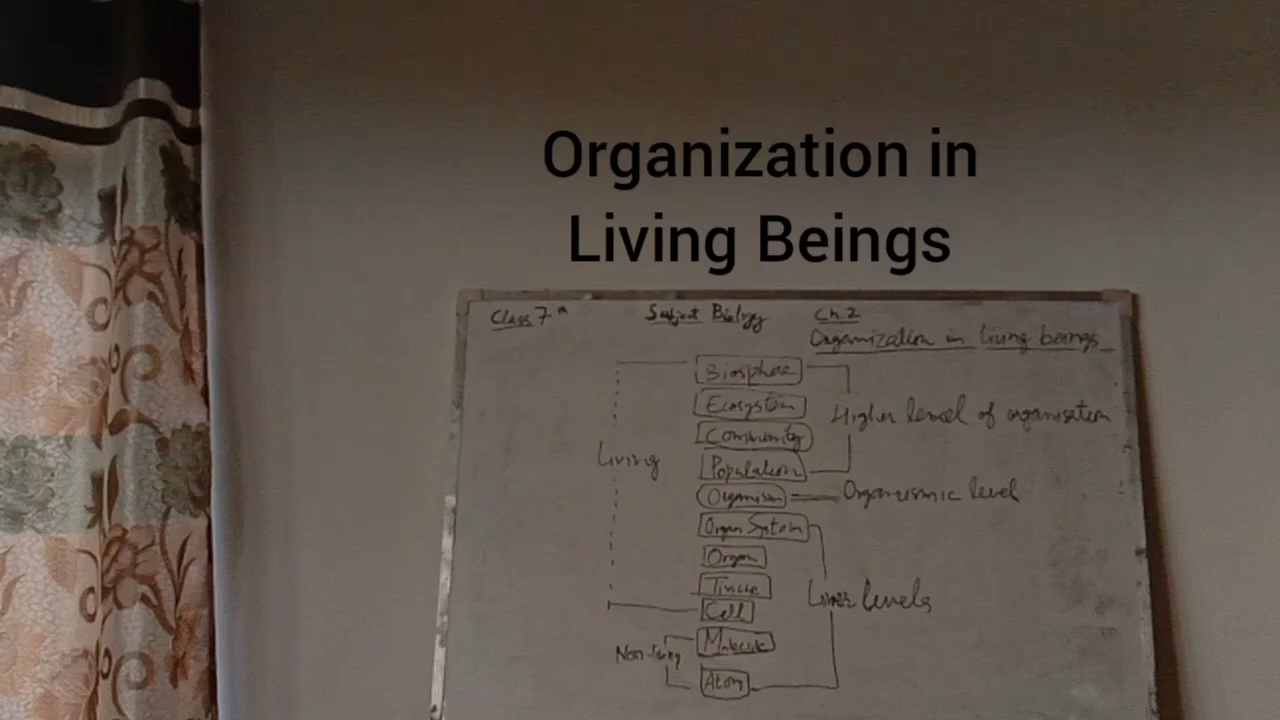 Organization in
Living Beings
Class 7th Subject Biology Ch. 2
Organization in living beings
Biosphere
Ecosystem
Community
Higher level of organisation
Population
Living
Organism
Organismic level
Organ System
Organ
Tissue
Cell
levels
Molecule
Non-living
Atom